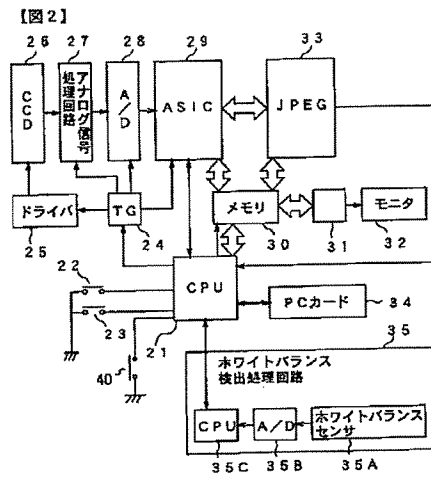 【図2】
26
27
28
29
33
CCD
アナログ信号
処理回路
A/D
ASIC
JPEG
ドライバ
TG
メモリ
モニタ
25
24
30
31
32
22
CPU
PCカード
23
34
21
40
35
ホワイトバランス
検出処理回路
CPU
A/D
ホワイトバランス
センサ
35C
35B
35A